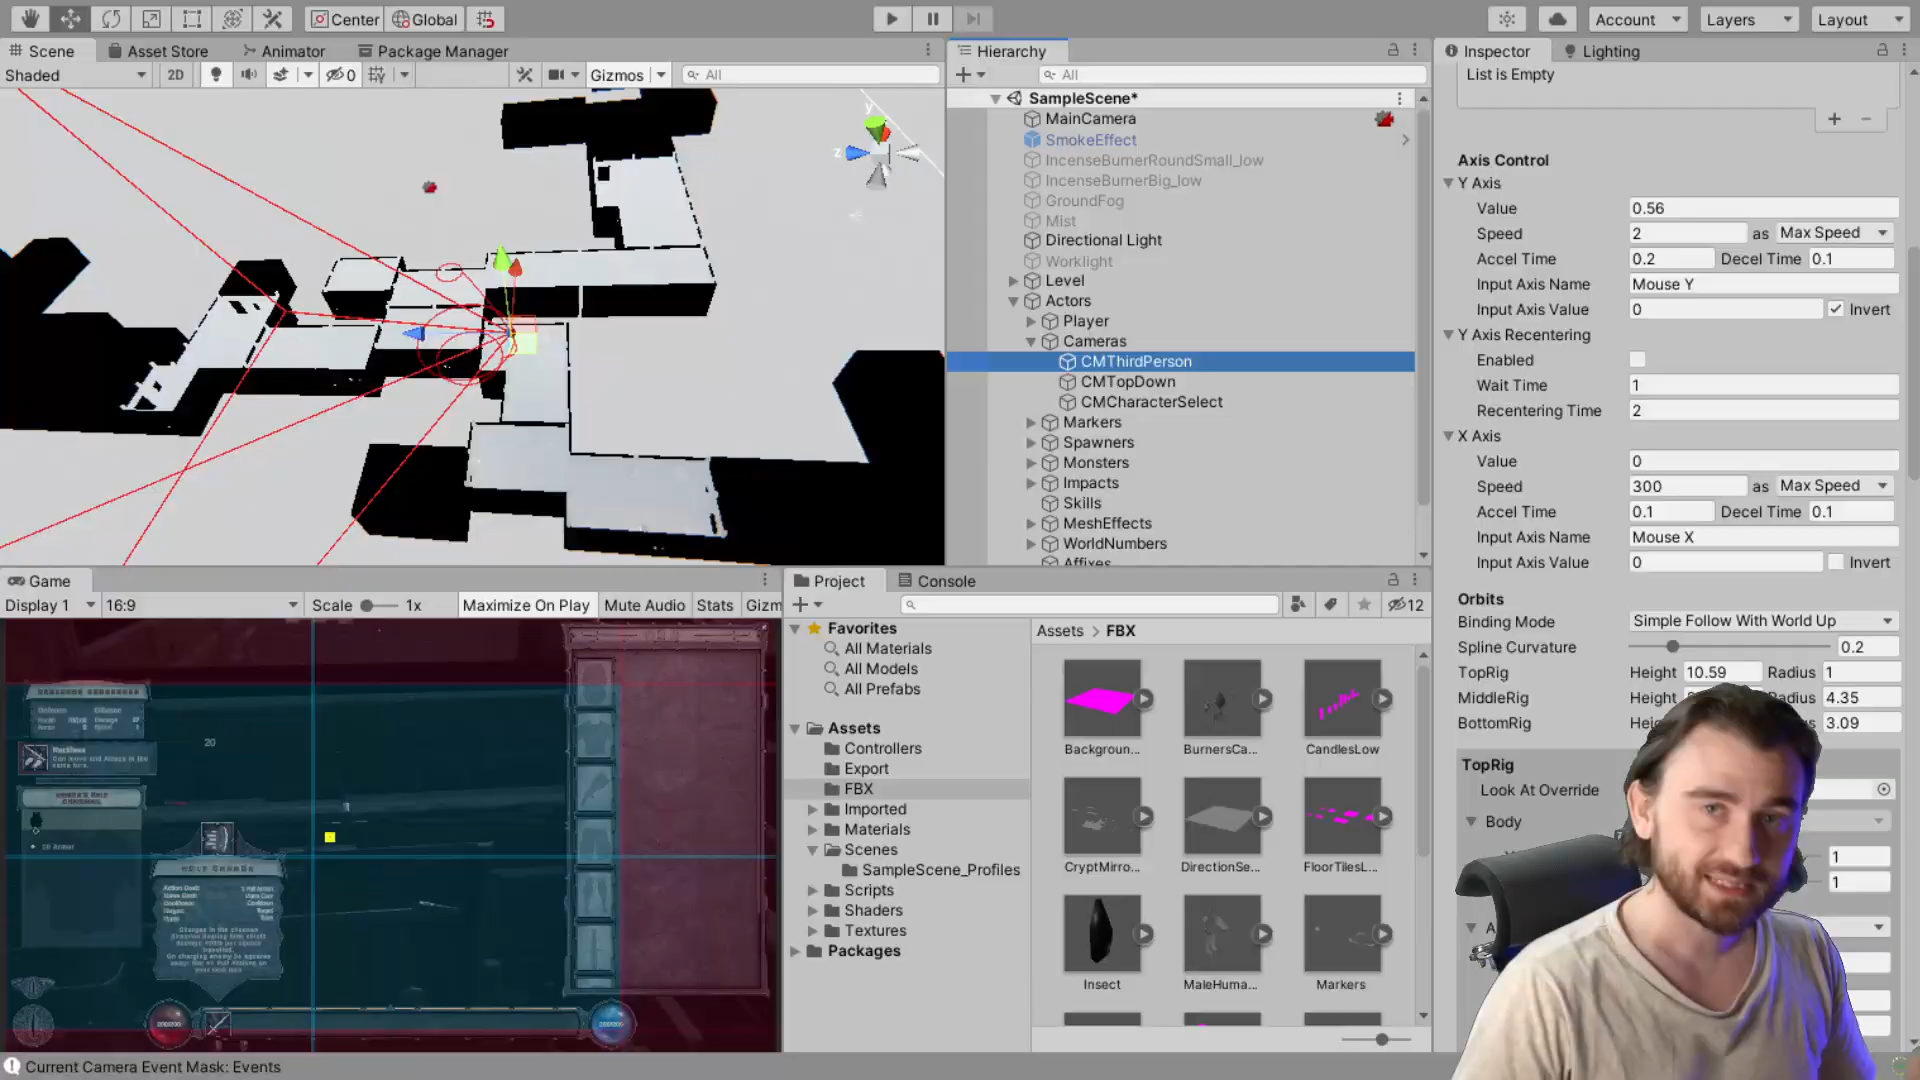 Center
Global
Account
Layers
Layout
Scene
Asset Store
Animator
Package Manager
Shaded
2D
0
Gizmos
All
y
z
Hierarchy
All
SampleScene*
MainCamera
SmokeEffect
IncenseBurnerRoundSmall_low
IncenseBurnerBig_low
GroundFog
Mist
Directional Light
Worklight
Level
Actors
Player
Cameras
CMThirdPerson
CMTopDown
CMCharacterSelect
Markers
Spawners
Monsters
Impacts
Skills
MeshEffects
WorldNumbers
Affixes
Inspector
Lighting
List is Empty
Axis Control
Y Axis
Value 0.56
Speed 2 as Max Speed
Accel Time 0.2 Decel Time 0.1
Input Axis Name Mouse Y
Input Axis Value 0 Invert
Y Axis Recentering
Enabled
Wait Time 1
Recentering Time 2
X Axis
Value 0
Speed 300 as Max Speed
Accel Time 0.1 Decel Time 0.1
Input Axis Name Mouse X
Input Axis Value 0 Invert
Orbits
Binding Mode Simple Follow With World Up
Spline Curvature 0.2
TopRig Height 10.59 Radius 1
MiddleRig Height 4.35
BottomRig 3.09
TopRig
Look At Override
Body
1
1
Game
Display 1
16:9
Scale 1x
Maximize On Play
Mute Audio
Stats
Gizm
20
Project
Console
12
Favorites
All Materials
All Models
All Prefabs
Assets
Controllers
Export
FBX
Imported
Materials
Scenes
SampleScene_Profiles
Scripts
Shaders
Textures
Packages
Assets > FBX
Backgroun...
BurnersCa...
CandlesLow
CryptMirro...
DirectionSe...
FloorTilesL...
Insect
MaleHuma...
Markers
Current Camera Event Mask: Events